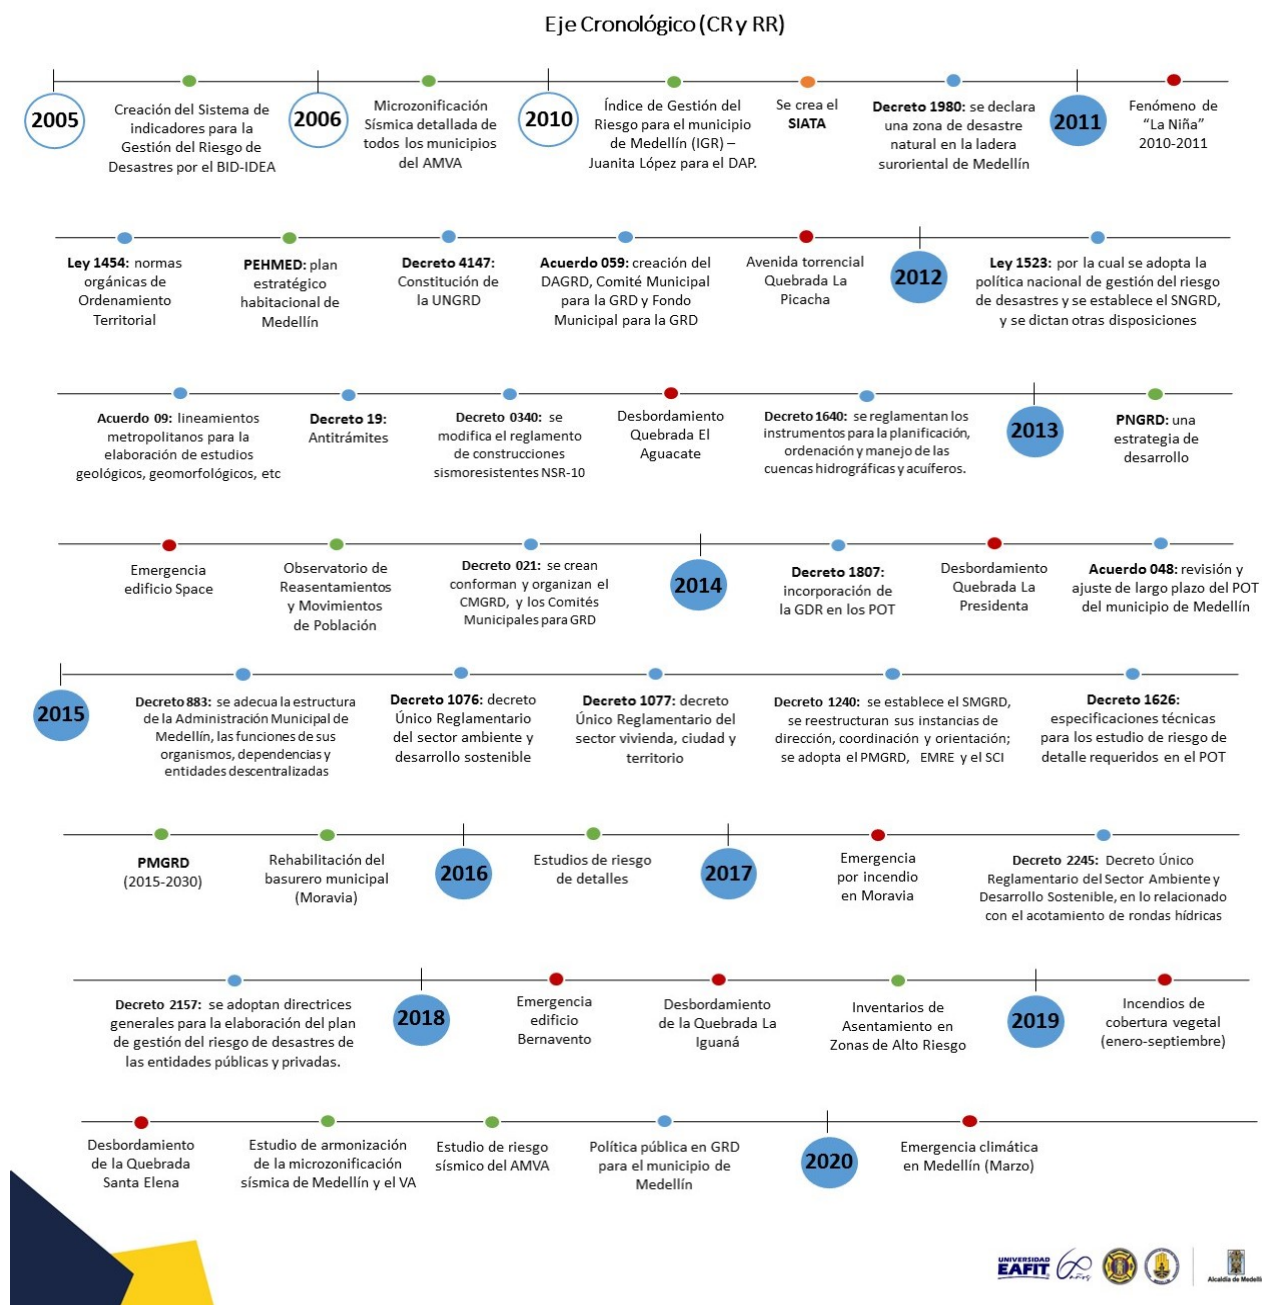 Eje Cronológico (CR y RR)
2005
Creación del Sistema de
indicadores para la
Gestión del Riesgo de
Desastres por el BID-IDEA
2006
Microzonificación
Sísmica detallada de
todos los municipios
del AMVA
2010
Índice de Gestión del
Riesgo para el municipio
de Medellín (IGR) –
Juanita López para el DAP.
Se crea el
SIATA
Decreto 1980: se declara
una zona de desastre
natural en la ladera
suroriental de Medellín
2011
Fenómeno de
“La Niña”
2010-2011
Ley 1454: normas
orgánicas de
Ordenamiento
Territorial
PEHMED: plan
estratégico
habitacional de
Medellín
Decreto 4147:
Constitución de
la UNGRD
Acuerdo 059: creación del
DAGRD, Comité Municipal
para la GRD y Fondo
Municipal para la GRD
Avenida torrencial
Quebrada La
Picacha
2012
Ley 1523: por la cual se adopta la
política nacional de gestión del riesgo
de desastres y se establece el SNGRD,
y se dictan otras disposiciones
Acuerdo 09: lineamientos
metropolitanos para la
elaboración de estudios
geológicos, geomorfológicos, etc
Decreto 19:
Antitrámites
Decreto 0340: se
modifica el reglamento
de construcciones
sismoresistentes NSR-10
Desbordamiento
Quebrada El
Aguacate
Decreto 1640: se reglamentan los
instrumentos para la planificación,
ordenación y manejo de las
cuencas hidrográficas y acuíferos.
2013
PNGRD: una
estrategia de
desarrollo
Emergencia
edificio Space
Observatorio de
Reasentamientos
y Movimientos
de Población
Decreto 021: se crean
conforman y organizan el
CMGRD, y los Comités
Municipales para GRD
2014
Decreto 1807:
incorporación de
la GDR en los POT
Desbordamiento
Quebrada La
Presidenta
Acuerdo 048: revisión y
ajuste de largo plazo del POT
del municipio de Medellín
2015
Decreto 883: se adecua la estructura
de la Administración Municipal de
Medellín, las funciones de sus
organismos, dependencias y
entidades descentralizadas
Decreto 1076: decreto
Único Reglamentario
del sector ambiente y
desarrollo sostenible
Decreto 1077: decreto
Único Reglamentario del
sector vivienda, ciudad y
territorio
Decreto 1240: se establece el SMGRD,
se reestructuran sus instancias de
dirección, coordinación y orientación;
se adopta el PMGRD, EMRE y el SCI
Decreto 1626:
especificaciones técnicas
para los estudio de riesgo de
detalle requeridos en el POT
PMGRD
(2015-2030)
Rehabilitación del
basurero municipal
(Moravia)
2016
Estudios de riesgo
de detalles
2017
Emergencia
por incendio
en Moravia
Decreto 2245: Decreto Único
Reglamentario del Sector Ambiente y
Desarrollo Sostenible, en lo relacionado
con el acotamiento de rondas hídricas
Decreto 2157: se adoptan directrices
generales para la elaboración del plan
de gestión del riesgo de desastres de
las entidades públicas y privadas.
2018
Emergencia
edificio
Bernavento
Desbordamiento
de la Quebrada La
Iguaná
Inventarios de
Asentamiento en
Zonas de Alto Riesgo
2019
Incendios de
cobertura vegetal
(enero-septiembre)
Desbordamiento
de la Quebrada
Santa Elena
Estudio de armonización
de la microzonificación
sísmica de Medellín y el VA
Estudio de riesgo
sísmico del AMVA
Política pública en GRD
para el municipio de
Medellín
2020
Emergencia climática
en Medellín (Marzo)
UNIVERSIDAD
EAFIT
60
años
Alcaldía de Medellín